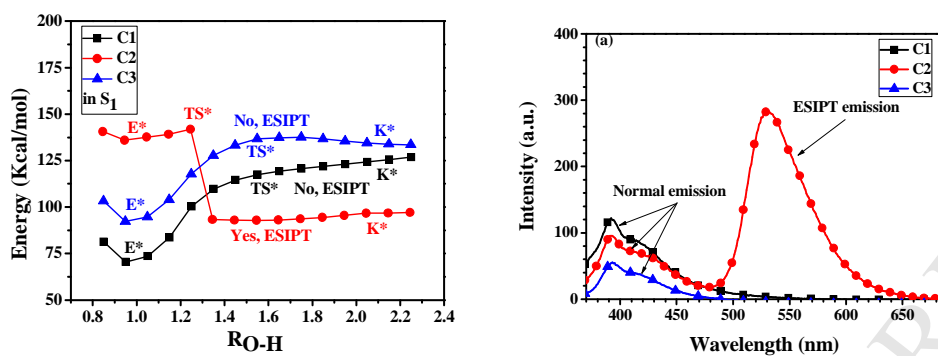 200
175
150
125
100
75
50
0.8 1.0 1.2 1.4 1.6 1.8 2.0 2.2 2.4
Energy (Kcal/mol)
R_O-H
C1
C2
C3
in S_1
E*
TS*
No, ESIPT
K*
TS*
E*
TS*
No, ESIPT
K*
E*
Yes, ESIPT
K*
(a)
400
300
200
100
0
400 450 500 550 600 650
Intensity (a.u.)
Wavelength (nm)
C1
C2
C3
ESIPT emission
Normal emission